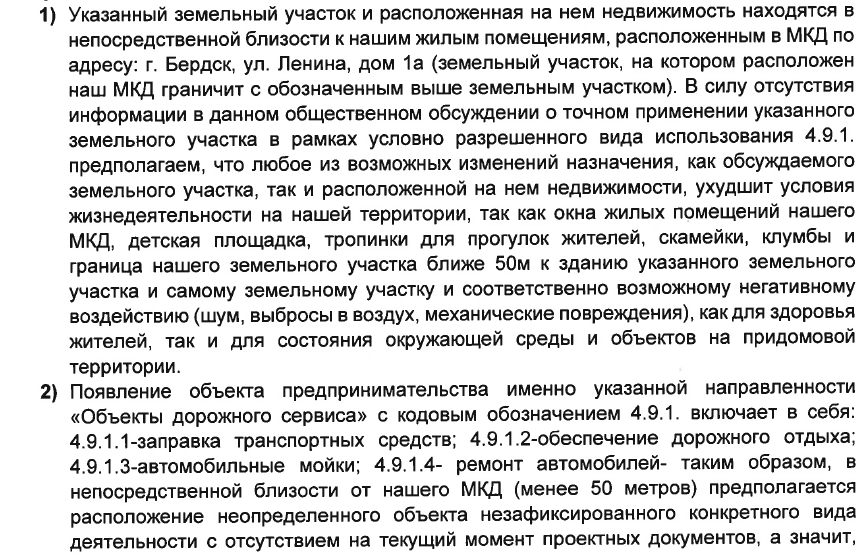 1) Указанный земельный участок и расположенная на нем недвижимость находятся в
непосредственной близости к нашим жилым помещениям, расположенным в МКД по
адресу: г. Бердск, ул. Ленина, дом 1а (земельный участок, на котором расположен
наш МКД граничит с обозначенным выше земельным участком). В силу отсутствия
информации в данном общественном обсуждении о точном применении указанного
земельного участка в рамках условно разрешенного вида использования 4.9.1.
предполагаем, что любое из возможных изменений назначения, как обсуждаемого
земельного участка, так и расположенной на нем недвижимости, ухудшит условия
жизнедеятельности на нашей территории, так как окна жилых помещений нашего
МКД, детская площадка, тропинки для прогулок жителей, скамейки, клумбы и
граница нашего земельного участка ближе 50м к зданию указанного земельного
участка и самому земельному участку и соответственно возможному негативному
воздействию (шум, выбросы в воздух, механические повреждения), как для здоровья
жителей, так и для состояния окружающей среды и объектов на придомовой
территории.
2) Появление объекта предпринимательства именно указанной направленности
«Объекты дорожного сервиса» с кодовым обозначением 4.9.1. включает в себя:
4.9.1.1-заправка транспортных средств; 4.9.1.2-обеспечение дорожного отдыха;
4.9.1.3-автомобильные мойки; 4.9.1.4- ремонт автомобилей- таким образом, в
непосредственной близости от нашего МКД (менее 50 метров) предполагается
расположение неопределенного объекта незафиксированного конкретного вида
деятельности с отсутствием на текущий момент проектных документов, а значит,